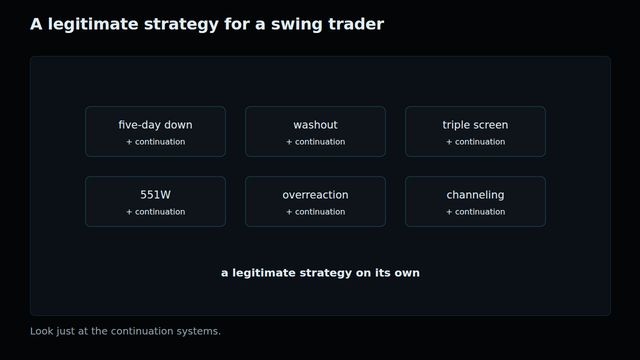 A legitimate strategy for a swing trader
five-day down
+ continuation
washout
+ continuation
triple screen
+ continuation
551W
+ continuation
overreaction
+ continuation
channeling
+ continuation
a legitimate strategy on its own
Look just at the continuation systems.